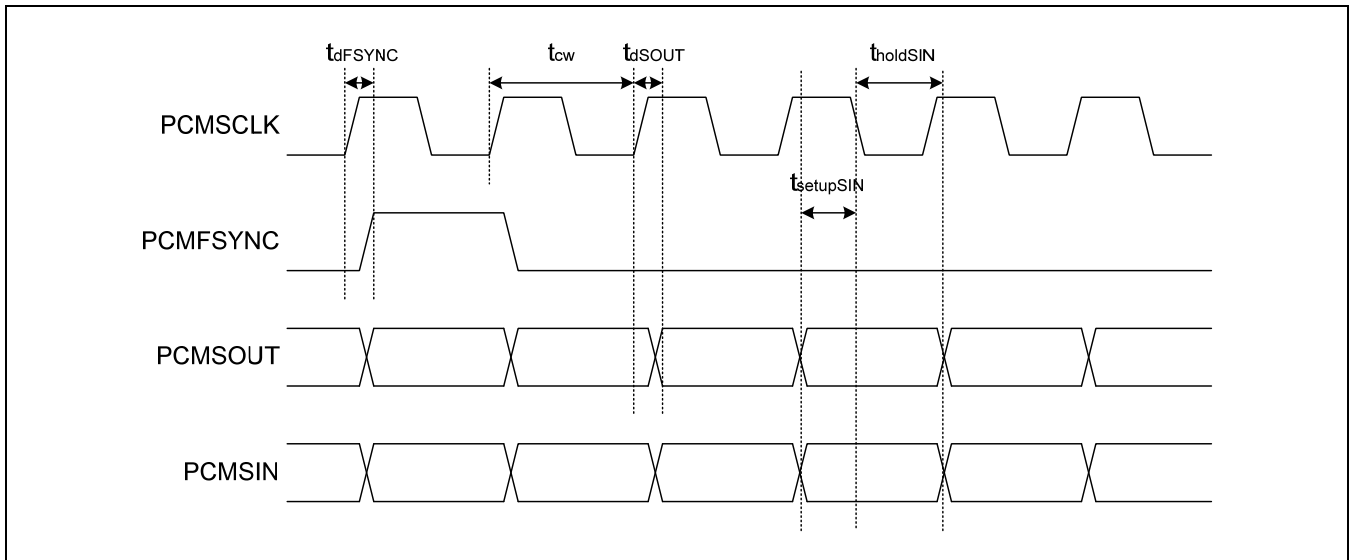 tdFSYNC tcw tdSOUT tholdSIN
PCMSCLK
tsetupSIN
PCMFSYNC
PCMSOUT
PCMSIN